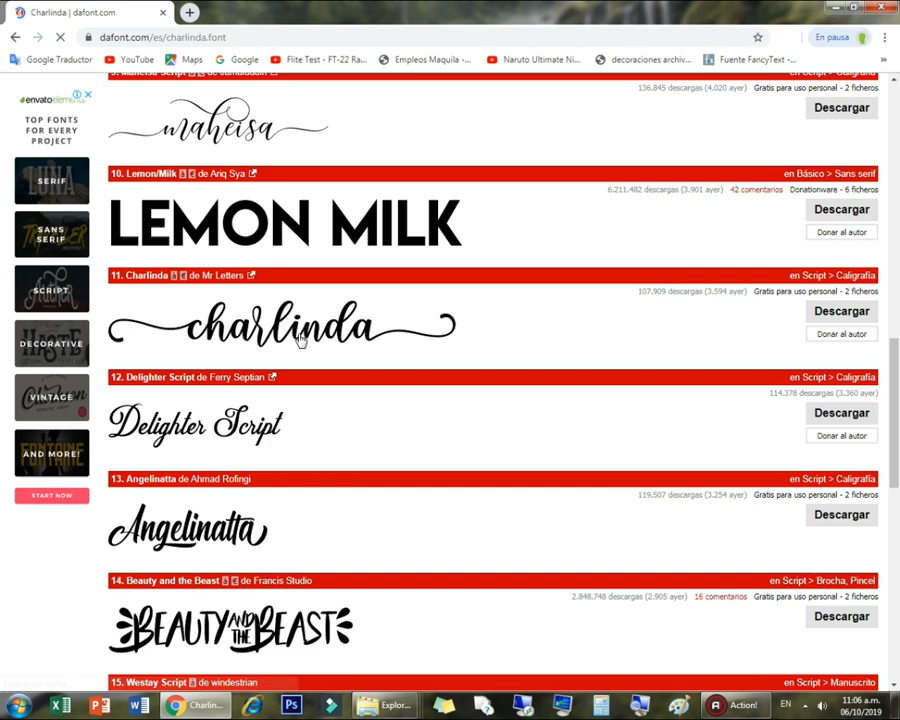 Charlinda | dafont.com
dafont.com/es/charlinda.font
En pausa
Google Traductor
YouTube
Maps
Google
Flite Test - FT-22 Ra...
Empleos Maquila -...
Naruto Ultimate Ni...
decoraciones archiv...
Fuente FancyText...
»
136.845 descargas (4.020 ayer) Gratis para uso personal - 2 ficheros
maheisa
Descargar
envato elements
TOP FONTS
FOR EVERY
PROJECT
SERIF
SANS
SERIF
SCRIPT
DECORATIVE
VINTAGE
AND MORE!
START NOW
10. Lemon/Milk à € de Ariq Sya
en Básico > Sans serif
6.211.482 descargas (3.901 ayer) 42 comentarios Donationware - 6 ficheros
LEMON MILK
Descargar
Donar al autor
11. Charlinda à € de Mr Letters
en Script > Caligrafía
107.909 descargas (3.594 ayer) Gratis para uso personal - 2 ficheros
charlinda
Descargar
Donar al autor
12. Delighter Script de Ferry Septian
en Script > Caligrafía
114.378 descargas (3.360 ayer)
Delighter Script
Descargar
Donar al autor
13. Angelinatta de Ahmad Rofingi
en Script > Caligrafía
119.507 descargas (3.254 ayer) Gratis para uso personal - 2 ficheros
Angelinatta
Descargar
14. Beauty and the Beast à € de Francis Studio
en Script > Brocha, Pincel
2.848.748 descargas (2.905 ayer) 16 comentarios Gratis para uso personal - 2 ficheros
BEAUTY AND THE BEAST
Descargar
15. Westay Script à € de windestrian
en Script > Manuscrito
Charlin...
Explor...
Action!
EN
11:06 a.m.
06/10/2019